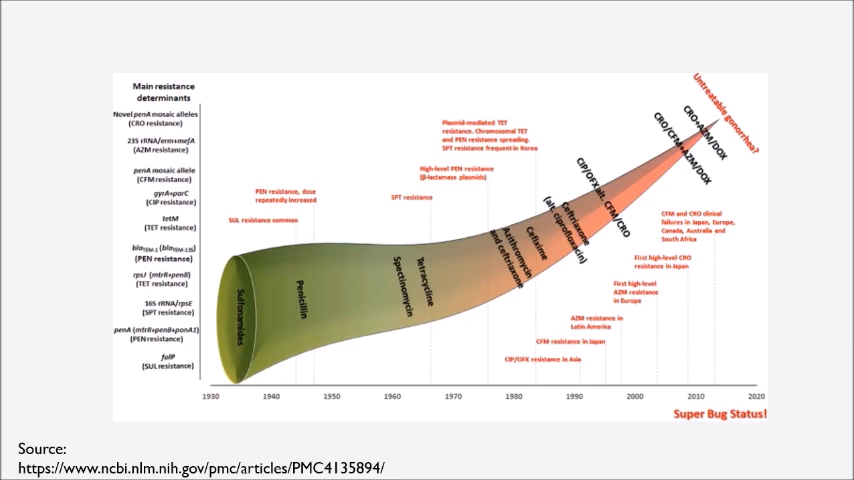 Main resistance
determinants
Novel penA mosaic alleles
(CRO resistance)
23S rRNA/erm+mefA
(AZM resistance)
penA mosaic allele
(CFM resistance)
gyrA+parC
(CIP resistance)
tetM
(TET resistance)
blaTEM-1 (blaTEM-135)
(PEN resistance)
rpsJ (mtrR+penB)
(TET resistance)
16S rRNA/rpsE
(SPT resistance)
penA (mtrR+penB+ponA1)
(PEN resistance)
folP
(SUL resistance)
SUL resistance common
PEN resistance, dose
repeatedly increased
SPT resistance
High-level PEN resistance
(β-lactamase plasmids)
Plasmid-mediated TET
resistance. Chromosomal TET
and PEN resistance spreading.
SPT resistance frequent in Korea
Untreatable gonorrhea?
Sulfonamides
Penicillin
Spectinomycin
Tetracycline
Azithromycin
and ceftriaxone
Cefixime
Ceftriaxone
(alt. ciprofloxacin)
CIP/OFX alt. CFM/CRO
CRO/CFM+AZM/DOX
CRO+AZM/DOX
CFM and CRO clinical
failures in Japan, Europe,
Canada, Australia and
South Africa
First high-level CRO
resistance in Japan
First high-level
AZM resistance
in Europe
AZM resistance in
Latin America
CFM resistance in Japan
CIP/OFX resistance in Asia
1930 1940 1950 1960 1970 1980 1990 2000 2010 2020
Super Bug Status!
Source:
https://www.ncbi.nlm.nih.gov/pmc/articles/PMC4135894/